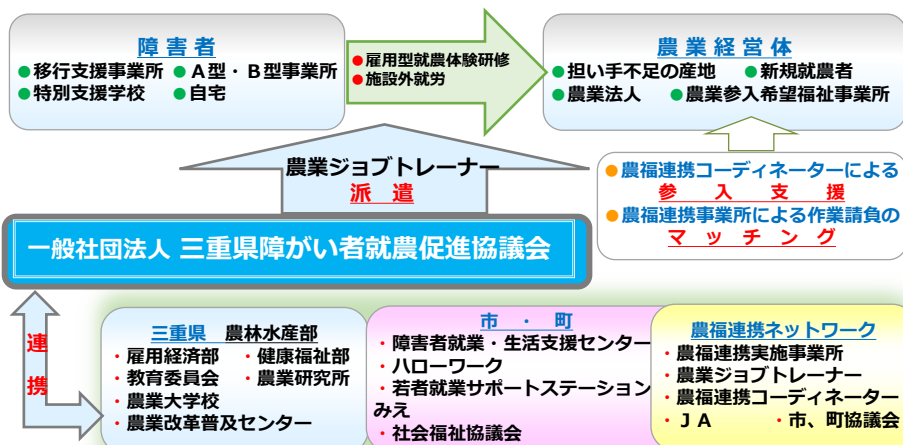 障害者
●移行支援事業所 ●A型・B型事業所
●特別支援学校 ●自宅
●雇用型就農体験研修
●施設外就労
農業経営体
●担い手不足の産地 ●新規就農者
●農業法人 ●農業参入希望福祉事業所
農業ジョブトレーナー
派遣
●農福連携コーディネーターによる
参入支援
●農福連携事業所による作業請負の
マッチング
一般社団法人 三重県障がい者就農促進協議会
連携
三重県 農林水産部
・雇用経済部 ・健康福祉部
・教育委員会 ・農業研究所
・農業大学校
・農業改革普及センター
市・町
・障害者就業・生活支援センター
・ハローワーク
・若者就業サポートステーション
みえ
・社会福祉協議会
農福連携ネットワーク
・農福連携実施事業所
・農業ジョブトレーナー
・農福連携コーディネーター
・JA ・市、町協議会